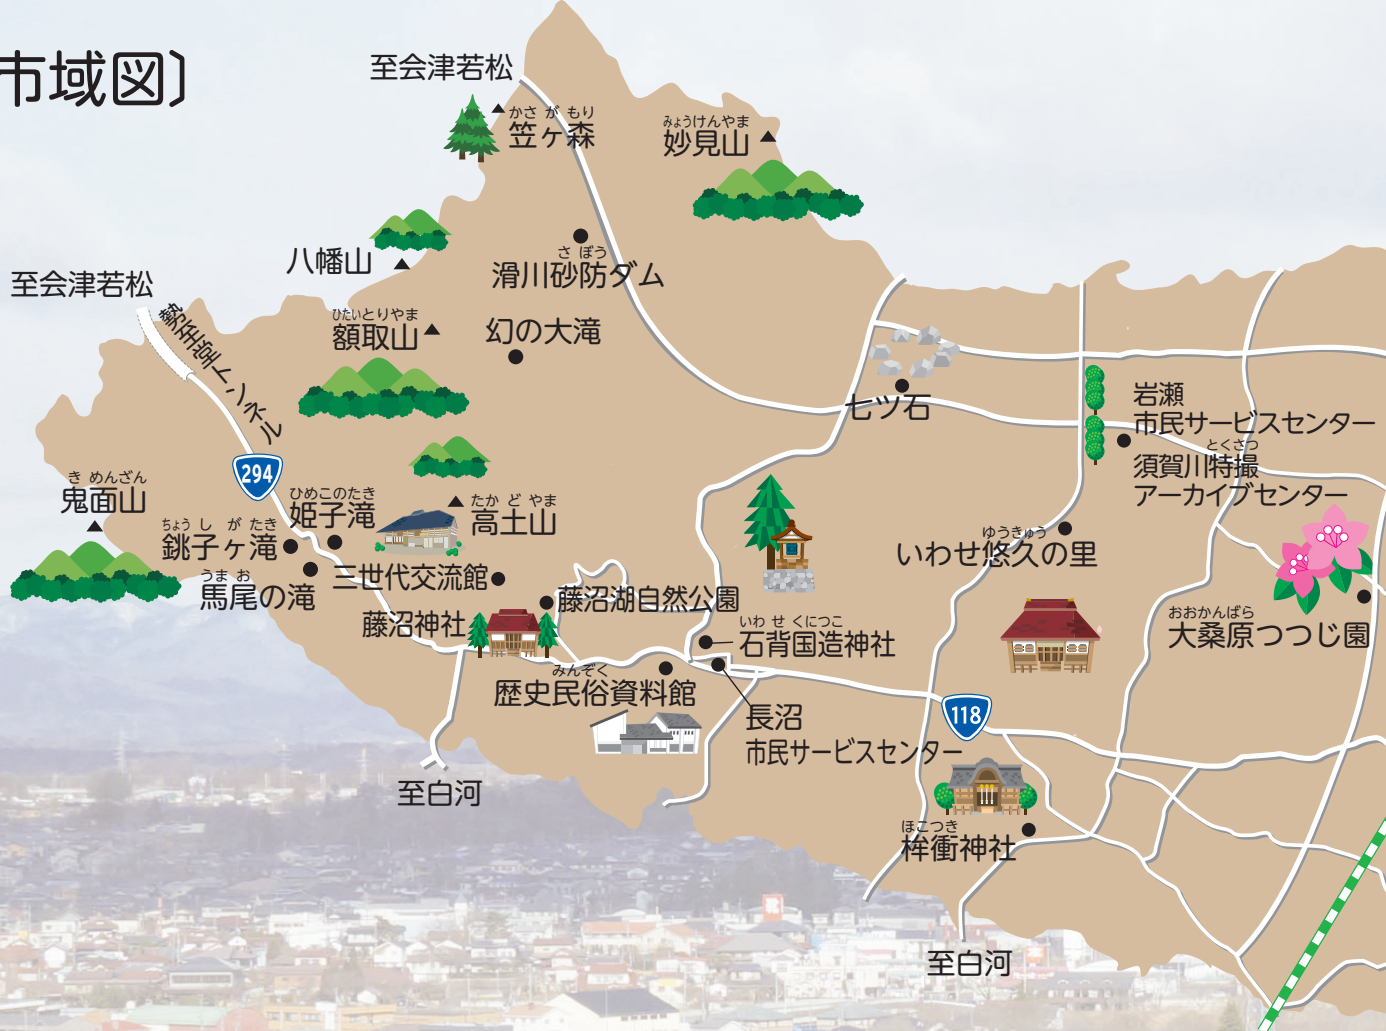 市域図〕
至会津若松
かさがもり
笠ヶ森
みょうけんやま
妙見山
八幡山
さぼう
滑川砂防ダム
至会津若松
勢至堂トンネル
ひたいとりやま
額取山
幻の大滝
七ツ石
岩瀬
市民サービスセンター
とくさつ
須賀川特撮
アーカイブセンター
294
きめんざん
鬼面山
ひめこのたき
姫子滝
たかどやま
高土山
ちょうしがたき
銚子ヶ滝
うまお
馬尾の滝
三世代交流館
ゆうきゅう
いわせ悠久の里
藤沼湖自然公園
藤沼神社
いわせくにつこ
石背国造神社
おおかんばら
大桑原つつじ園
みんぞく
歴史民俗資料館
長沼
市民サービスセンター
118
至白河
ほこつき
桙衝神社
至白河